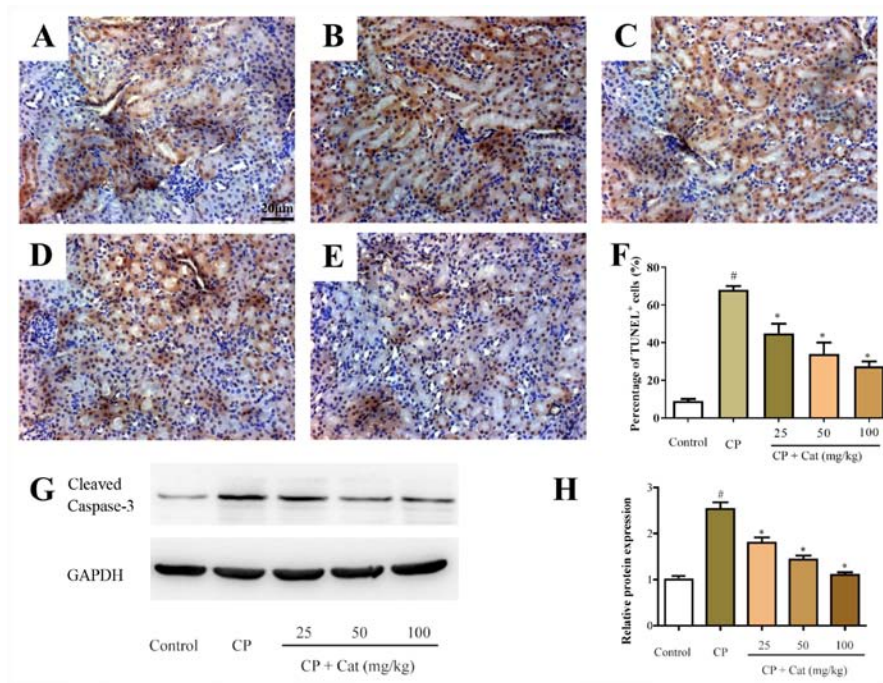 A
B
C
20μm
D
E
F
Percentage of TUNEL+ cells (%)
80
60
40
20
0
#
*
*
*
Control
CP
25
50
100
CP + Cat (mg/kg)
G
Cleaved
Caspase-3
GAPDH
Control
CP
25
50
100
CP + Cat (mg/kg)
H
Relative protein expression
3
2
1
0
#
*
*
*
Control
CP
25
50
100
CP + Cat (mg/kg)